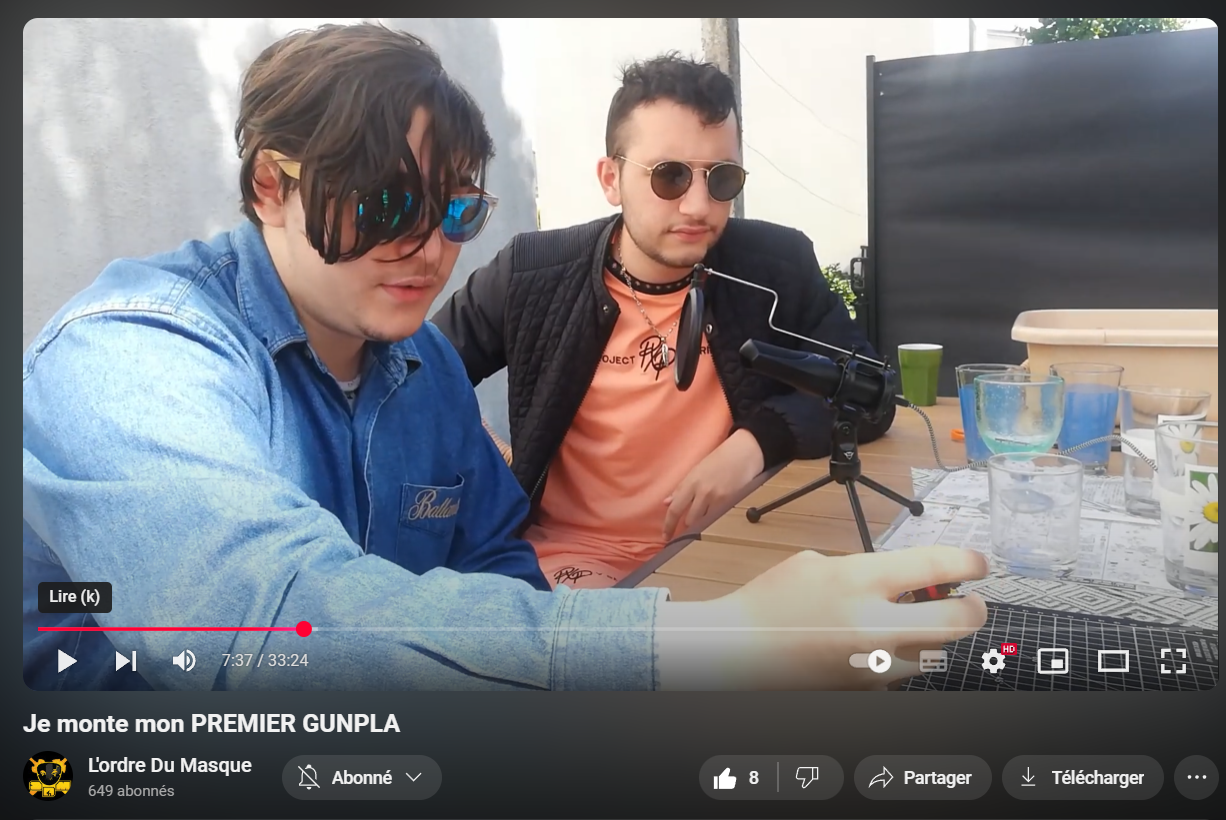 OJECT
Lire (k)
7:37 / 33:24
HD
Je monte mon PREMIER GUNPLA
L'ordre Du Masque
649 abonnés
Abonné
8
Partager
Télécharger